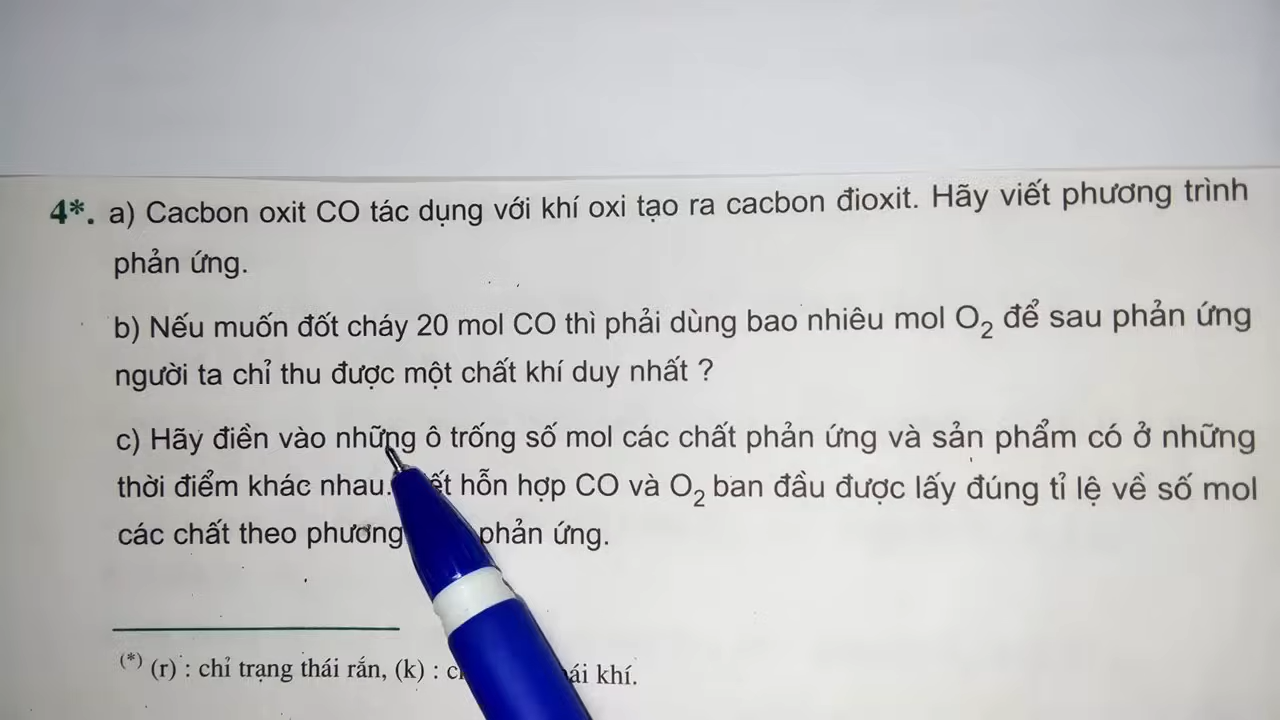 4*. a) Cacbon oxit CO tác dụng với khí oxi tạo ra cacbon đioxit. Hãy viết phương trình
phản ứng.
b) Nếu muốn đốt cháy 20 mol CO thì phải dùng bao nhiêu mol O₂ để sau phản ứng
người ta chỉ thu được một chất khí duy nhất ?
c) Hãy điền vào những ô trống số mol các chất phản ứng và sản phẩm có ở những
thời điểm khác nhau. hỗn hợp CO và O₂ ban đầu được lấy đúng tỉ lệ về số mol
các chất theo phương phản ứng.
(*) (r) : chỉ trạng thái rắn, (k) : khí.